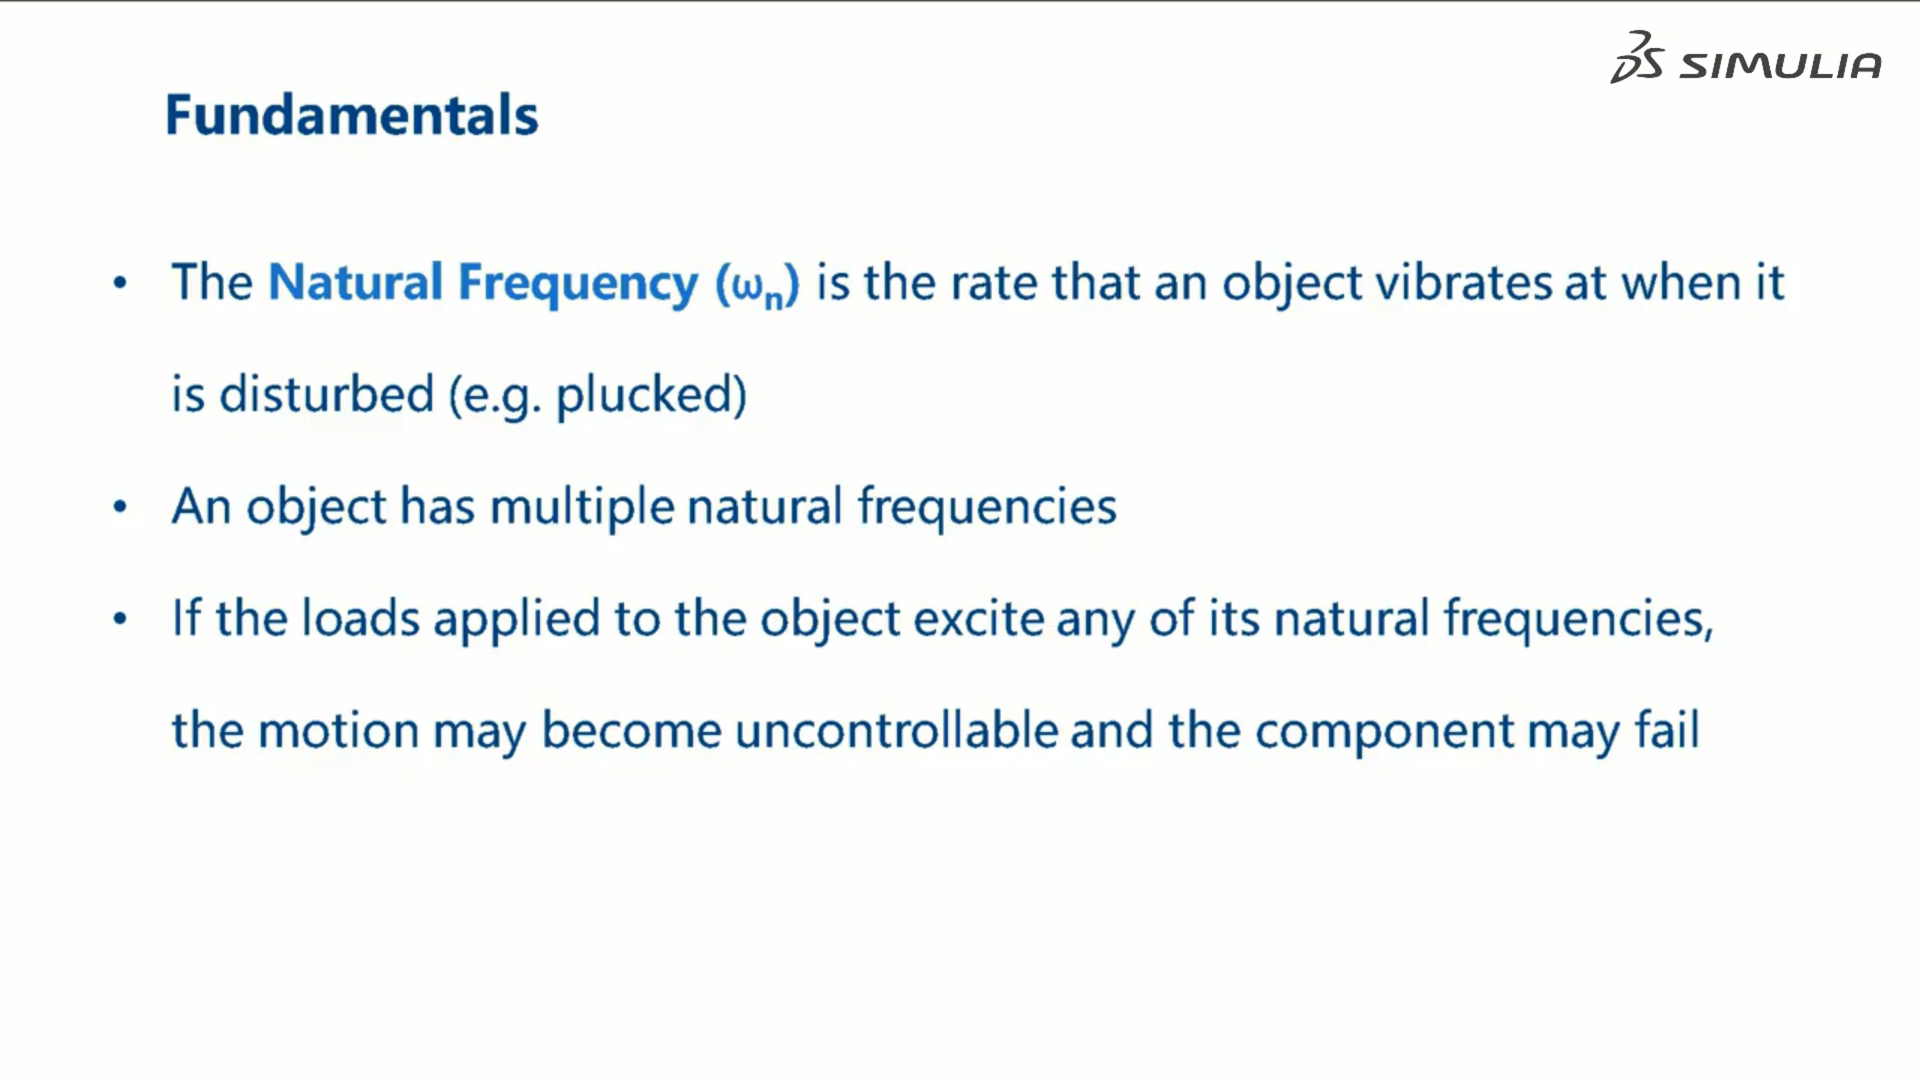 SIMULIA
Fundamentals
• The Natural Frequency (ωn) is the rate that an object vibrates at when it
is disturbed (e.g. plucked)
• An object has multiple natural frequencies
• If the loads applied to the object excite any of its natural frequencies,
the motion may become uncontrollable and the component may fail